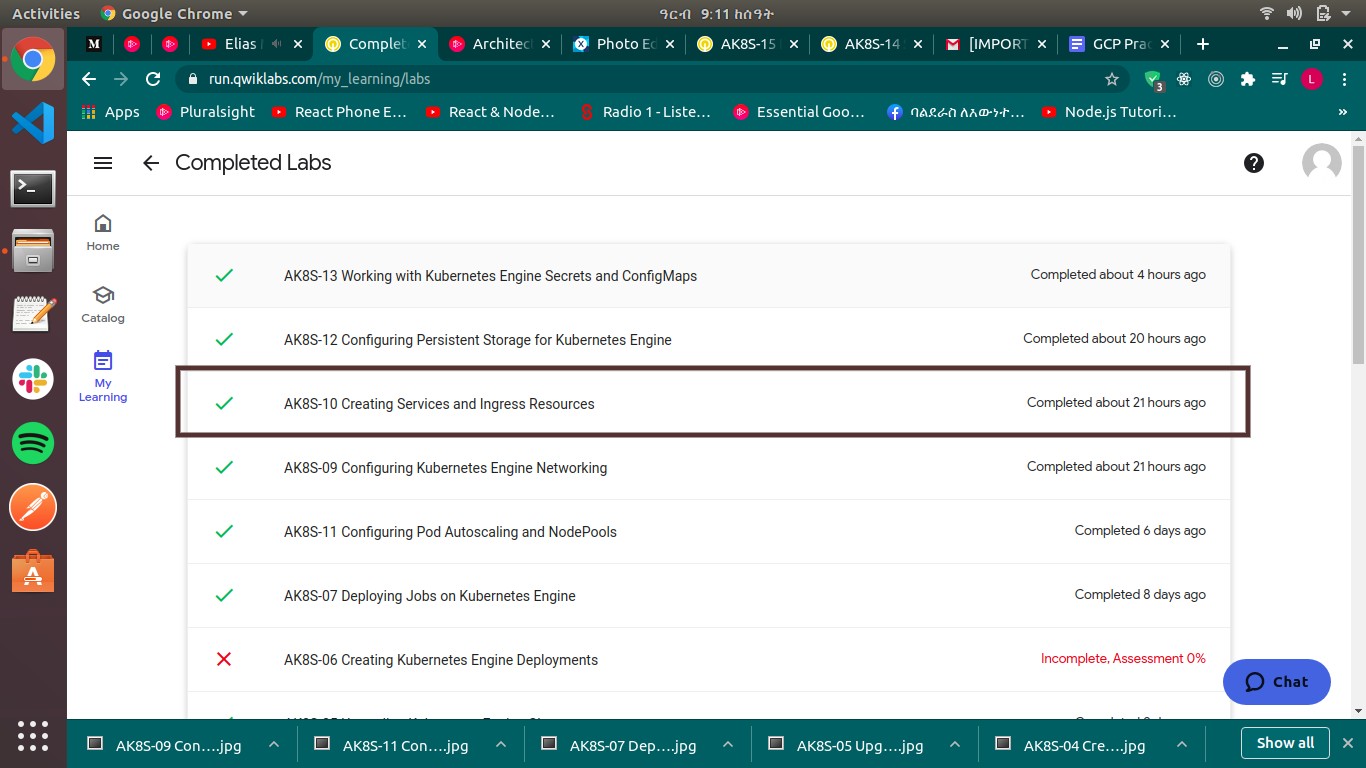 Activities
Google Chrome
ዓርብ 9:11 ከሰዓት
Elias
Complet
Architec
Photo Ed
AK8S-15
AK8S-14
[IMPORT
GCP Prac
run.qwiklabs.com/my_learning/labs
3
L
Apps
Pluralsight
React Phone E...
React & Node...
Radio 1 - Liste...
Essential Goo...
ባልደራስ ለእውነት...
Node.js Tutori...
»
Completed Labs
Home
Catalog
My
Learning
AK8S-13 Working with Kubernetes Engine Secrets and ConfigMaps
Completed about 4 hours ago
AK8S-12 Configuring Persistent Storage for Kubernetes Engine
Completed about 20 hours ago
AK8S-10 Creating Services and Ingress Resources
Completed about 21 hours ago
AK8S-09 Configuring Kubernetes Engine Networking
Completed about 21 hours ago
AK8S-11 Configuring Pod Autoscaling and NodePools
Completed 6 days ago
AK8S-07 Deploying Jobs on Kubernetes Engine
Completed 8 days ago
AK8S-06 Creating Kubernetes Engine Deployments
Incomplete, Assessment 0%
Chat
AK8S-09 Con....jpg
AK8S-11 Con....jpg
AK8S-07 Dep....jpg
AK8S-05 Upg....jpg
AK8S-04 Cre....jpg
Show all